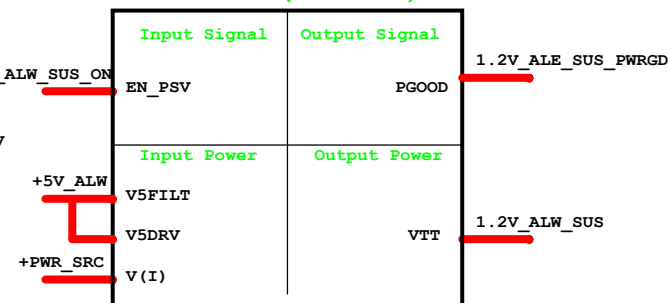 Input Signal Output Signal
1.2V_ALE_SUS_PWRGD
ALW_SUS_ON
EN_PSV PGOOD
Input Power Output Power
+5V_ALW
V5FILT
1.2V_ALW_SUS
V5DRV VTT
+PWR_SRC
V(I)